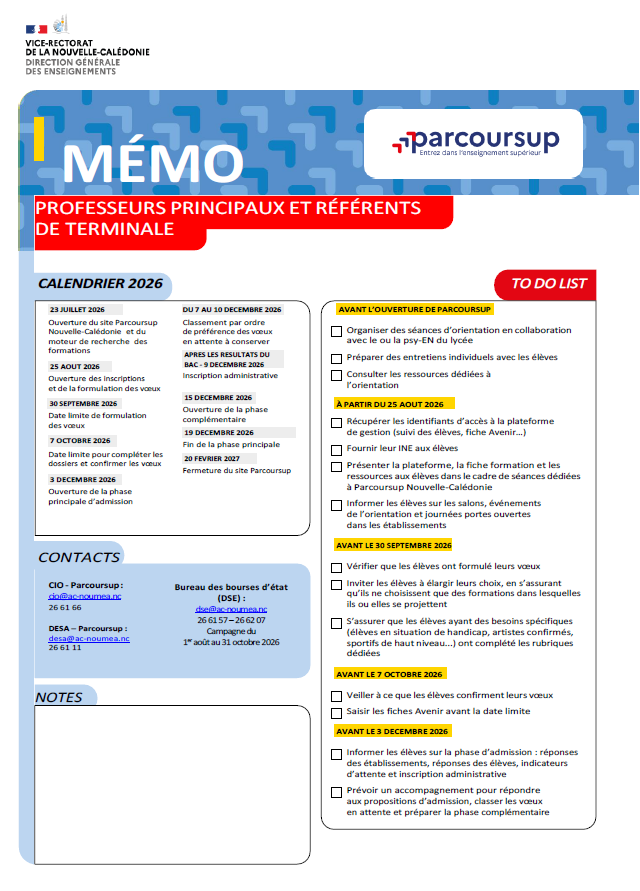 VICE-RECTORAT
DE LA NOUVELLE-CALÉDONIE
DIRECTION GÉNÉRALE
DES ENSEIGNEMENTS
MÉMO
parcoursup
Entrez dans l'enseignement supérieur
PROFESSEURS PRINCIPAUX ET RÉFÉRENTS
DE TERMINALE
CALENDRIER 2026
23 JUILLET 2026
Ouverture du site Parcoursup
Nouvelle-Calédonie et du
moteur de recherche des
formations
25 AOUT 2026
Ouverture des inscriptions
et de la formulation des vœux
30 SEPTEMBRE 2026
Date limite de formulation
des vœux
7 OCTOBRE 2026
Date limite pour compléter les
dossiers et confirmer les vœux
3 DECEMBRE 2026
Ouverture de la phase
principale d'admission
DU 7 AU 10 DECEMBRE 2026
Classement par ordre
de préférence des vœux
en attente à conserver
APRES LES RESULTATS DU
BAC - 9 DECEMBRE 2026
Inscription administrative
15 DECEMBRE 2026
Ouverture de la phase
complémentaire
19 DECEMBRE 2026
Fin de la phase principale
20 FEVRIER 2027
Fermeture du site Parcoursup
CONTACTS
CIO - Parcoursup :
cio@ac-noumea.nc
26 61 66
DESA – Parcoursup :
desa@ac-noumea.nc
26 61 11
Bureau des bourses d'état
(DSE) :
dse@ac-noumea.nc
26 61 57 – 26 62 07
Campagne du
1er août au 31 octobre 2026
NOTES
TO DO LIST
AVANT L'OUVERTURE DE PARCOURSUP
Organiser des séances d'orientation en collaboration
avec le ou la psy-EN du lycée
Préparer des entretiens individuels avec les élèves
Consulter les ressources dédiées à
l'orientation
À PARTIR DU 25 AOUT 2026
Récupérer les identifiants d'accès à la plateforme
de gestion (suivi des élèves, fiche Avenir…)
Fournir leur INE aux élèves
Présenter la plateforme, la fiche formation et les
ressources aux élèves dans le cadre de séances dédiées
à Parcoursup Nouvelle-Calédonie
Informer les élèves sur les salons, événements
de l'orientation et journées portes ouvertes
dans les établissements
AVANT LE 30 SEPTEMBRE 2026
Vérifier que les élèves ont formulé leurs vœux
Inviter les élèves à élargir leurs choix, en s'assurant
qu'ils ne choisissent que des formations dans lesquelles
ils ou elles se projettent
S'assurer que les élèves ayant des besoins spécifiques
(élèves en situation de handicap, artistes confirmés,
sportifs de haut niveau...) ont complété les rubriques
dédiées
AVANT LE 7 OCTOBRE 2026
Veiller à ce que les élèves confirment leurs vœux
Saisir les fiches Avenir avant la date limite
AVANT LE 3 DECEMBRE 2026
Informer les élèves sur la phase d'admission : réponses
des établissements, réponses des élèves, indicateurs
d'attente et inscription administrative
Prévoir un accompagnement pour répondre
aux propositions d'admission, classer les vœux
en attente et préparer la phase complémentaire